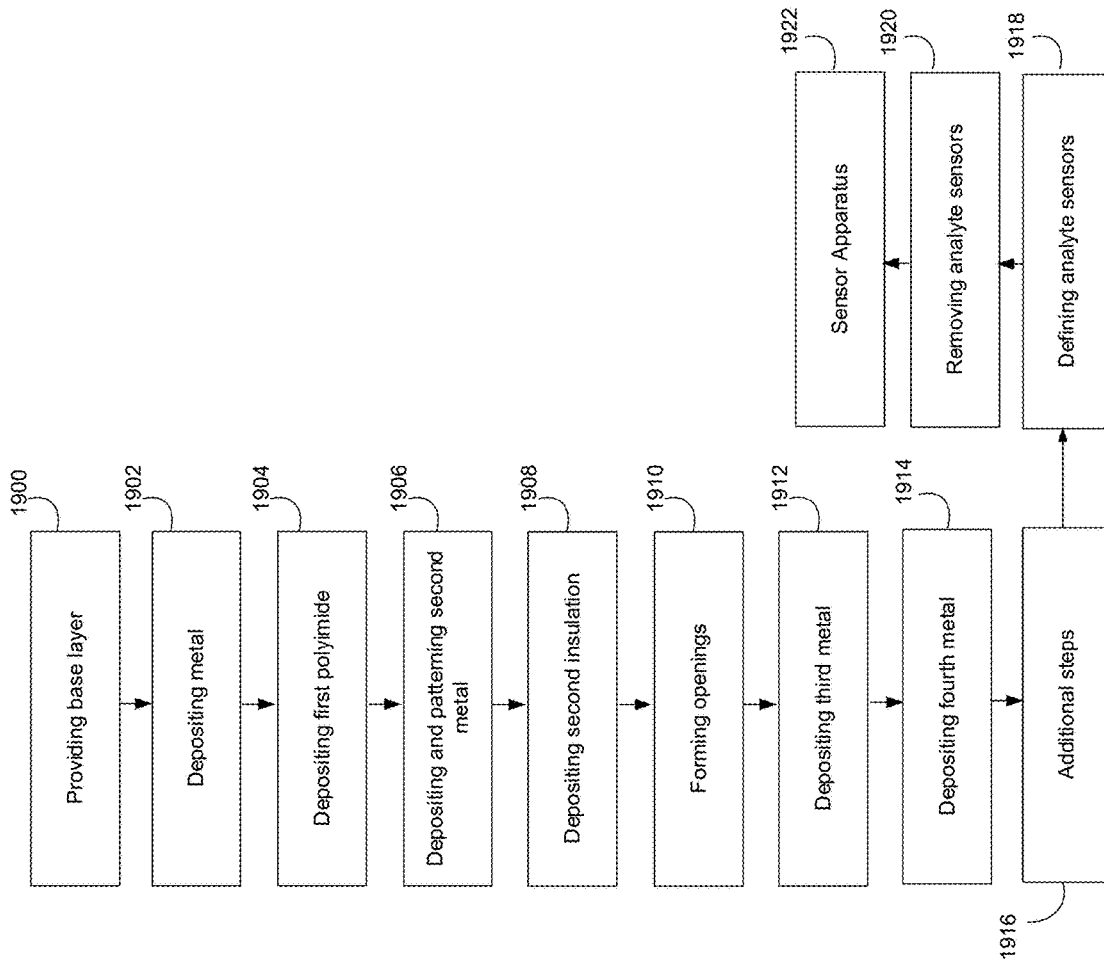 1900
Providing base layer
1902
Depositing metal
1904
Depositing first polyimide
1906
Depositing and patterning second
metal
1908
Depositing second insulation
1910
Forming openings
1912
Depositing third metal
1914
Depositing fourth metal
1916
Additional steps
1918
Defining analyte sensors
1920
Removing analyte sensors
1922
Sensor Apparatus